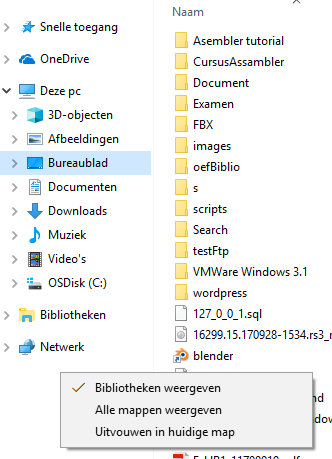 Naam
Snelle toegang
OneDrive
Deze pc
3D-objecten
Afbeeldingen
Bureaublad
Documenten
Downloads
Muziek
Video's
OSDisk (C:)
Bibliotheken
Netwerk
Asembler tutorial
CursusAssambler
Document
Examen
FBX
images
oefBiblio
s
scripts
Search
testFtp
VMWare Windows 3.1
wordpress
127_0_0_1.sql
16299.15.170928-1534.rs3_r
blender
Bibliotheken weergeven
Alle mappen weergeven
Uitvouwen in huidige map